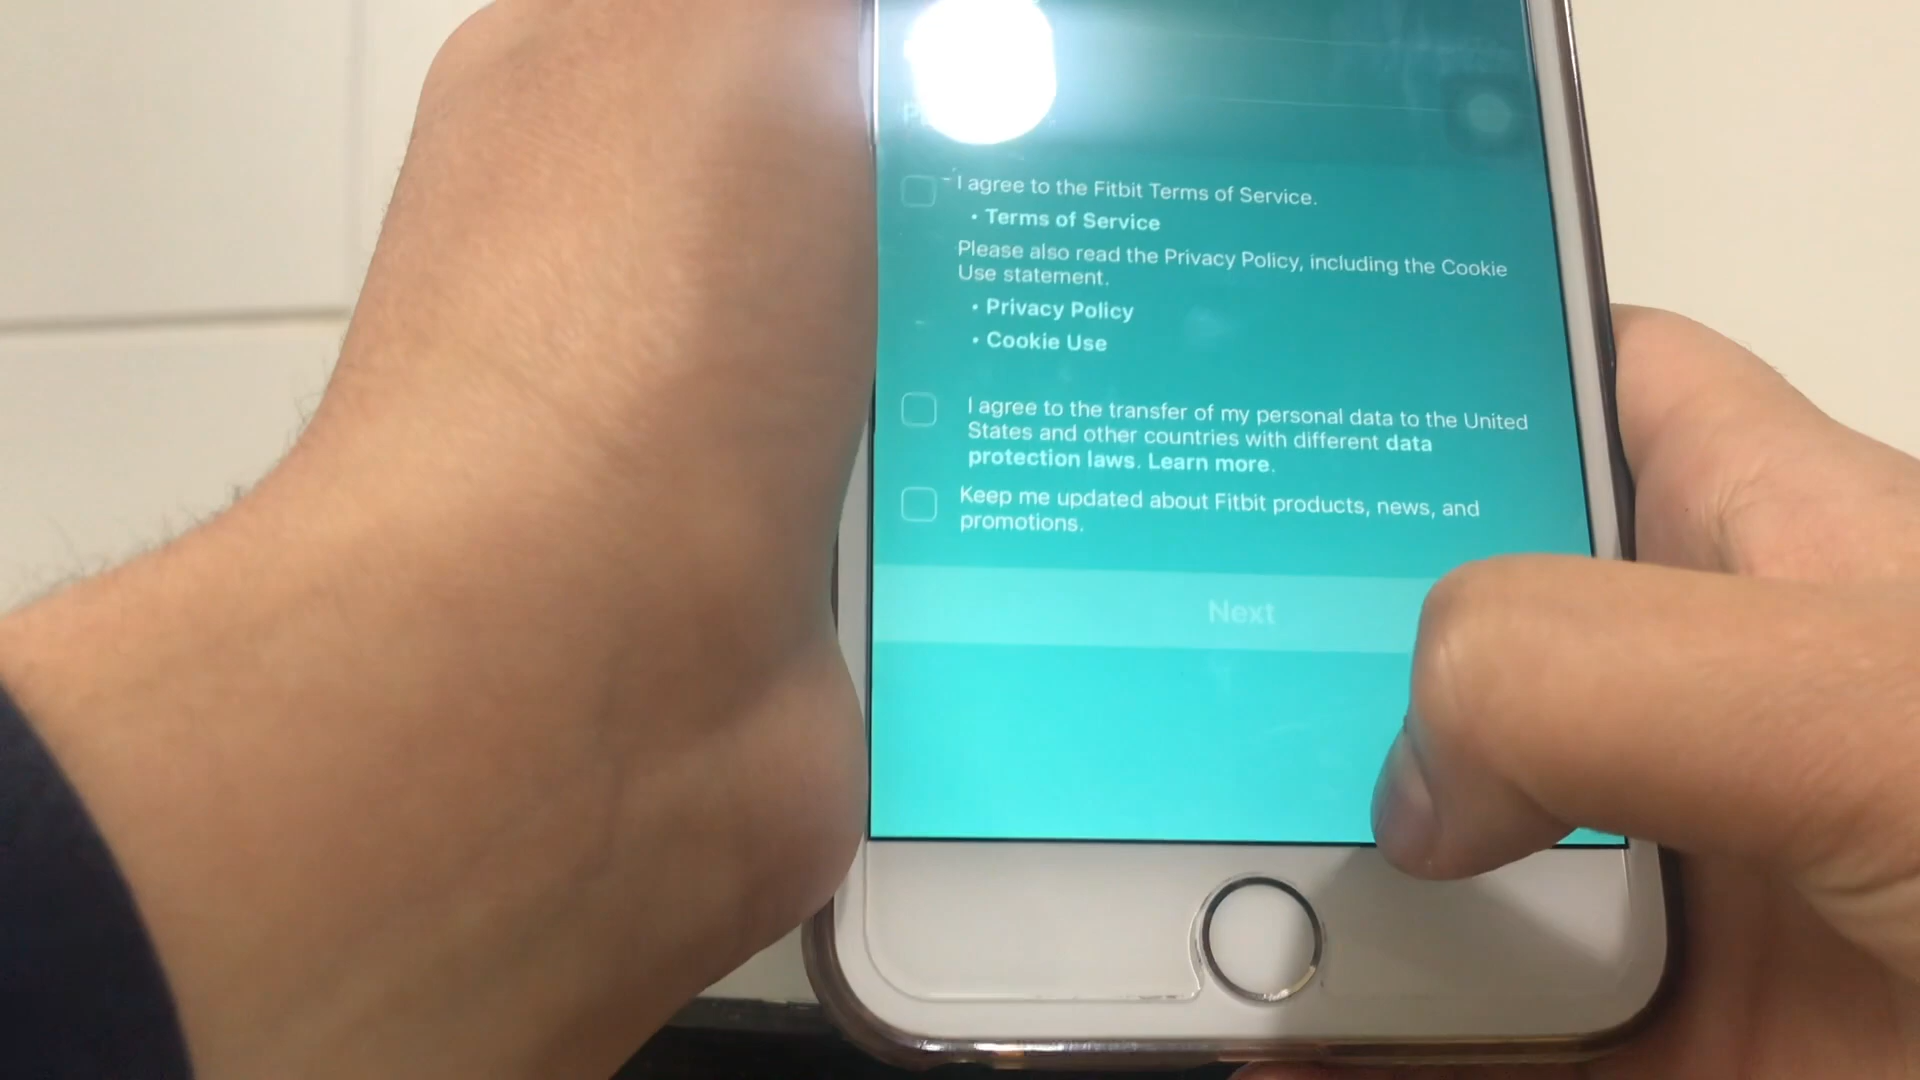 I agree to the Fitbit Terms of Service.
• Terms of Service
Please also read the Privacy Policy, including the Cookie
Use statement.
• Privacy Policy
• Cookie Use
I agree to the transfer of my personal data to the United
States and other countries with different data
protection laws. Learn more.
Keep me updated about Fitbit products, news, and
promotions.
Next